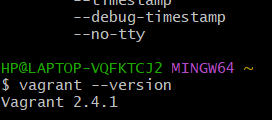 --timestamp
--debug-timestamp
--no-tty
HP@LAPTOP-VQFKTCJ2 MINGW64 ~
$ vagrant --version
Vagrant 2.4.1